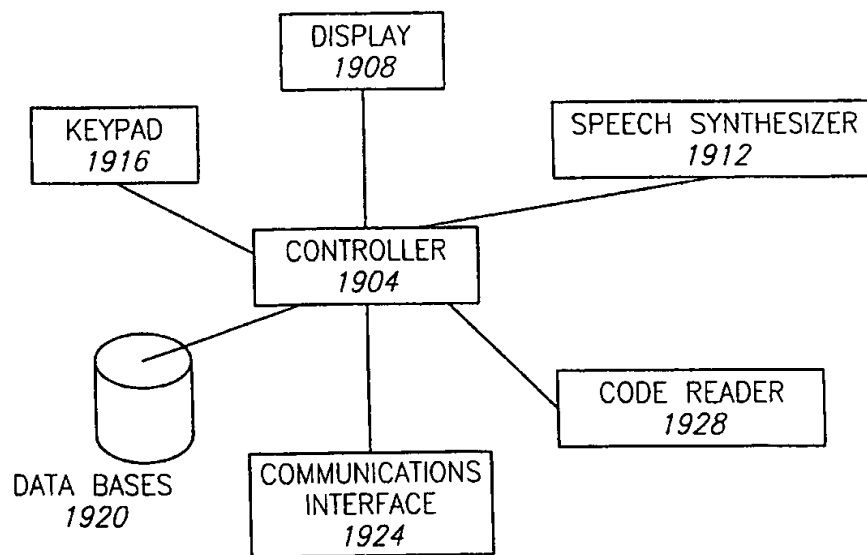 DISPLAY
1908
KEYPAD
1916
SPEECH SYNTHESIZER
1912
CONTROLLER
1904
CODE READER
1928
DATA BASES
1920
COMMUNICATIONS
INTERFACE
1924